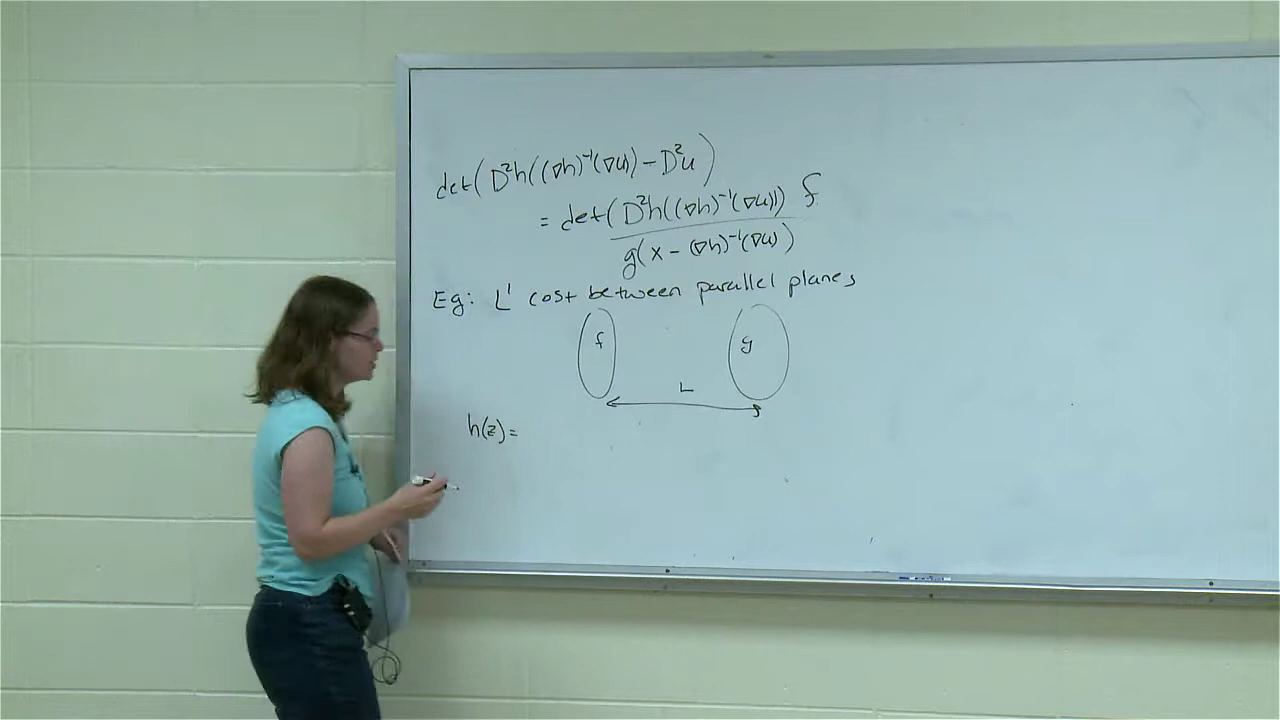 det(D²h((∇h)⁻¹(∇u)) − D²u)
= det(D²h((∇h)⁻¹(∇u)) f
g(x − (∇h)⁻¹(∇u))
Eg: L¹ cost between parallel planes
f g
L
h(z)=